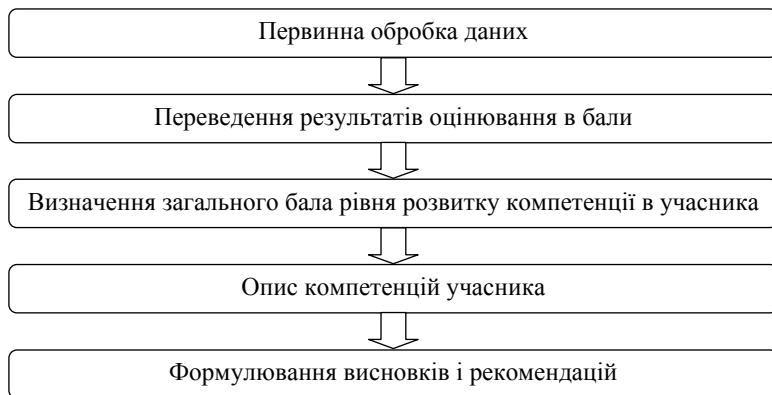 Первинна обробка даних
Переведення результатів оцінювання в бали
Визначення загального бала рівня розвитку компетенції в учасника
Опис компетенцій учасника
Формулювання висновків і рекомендацій